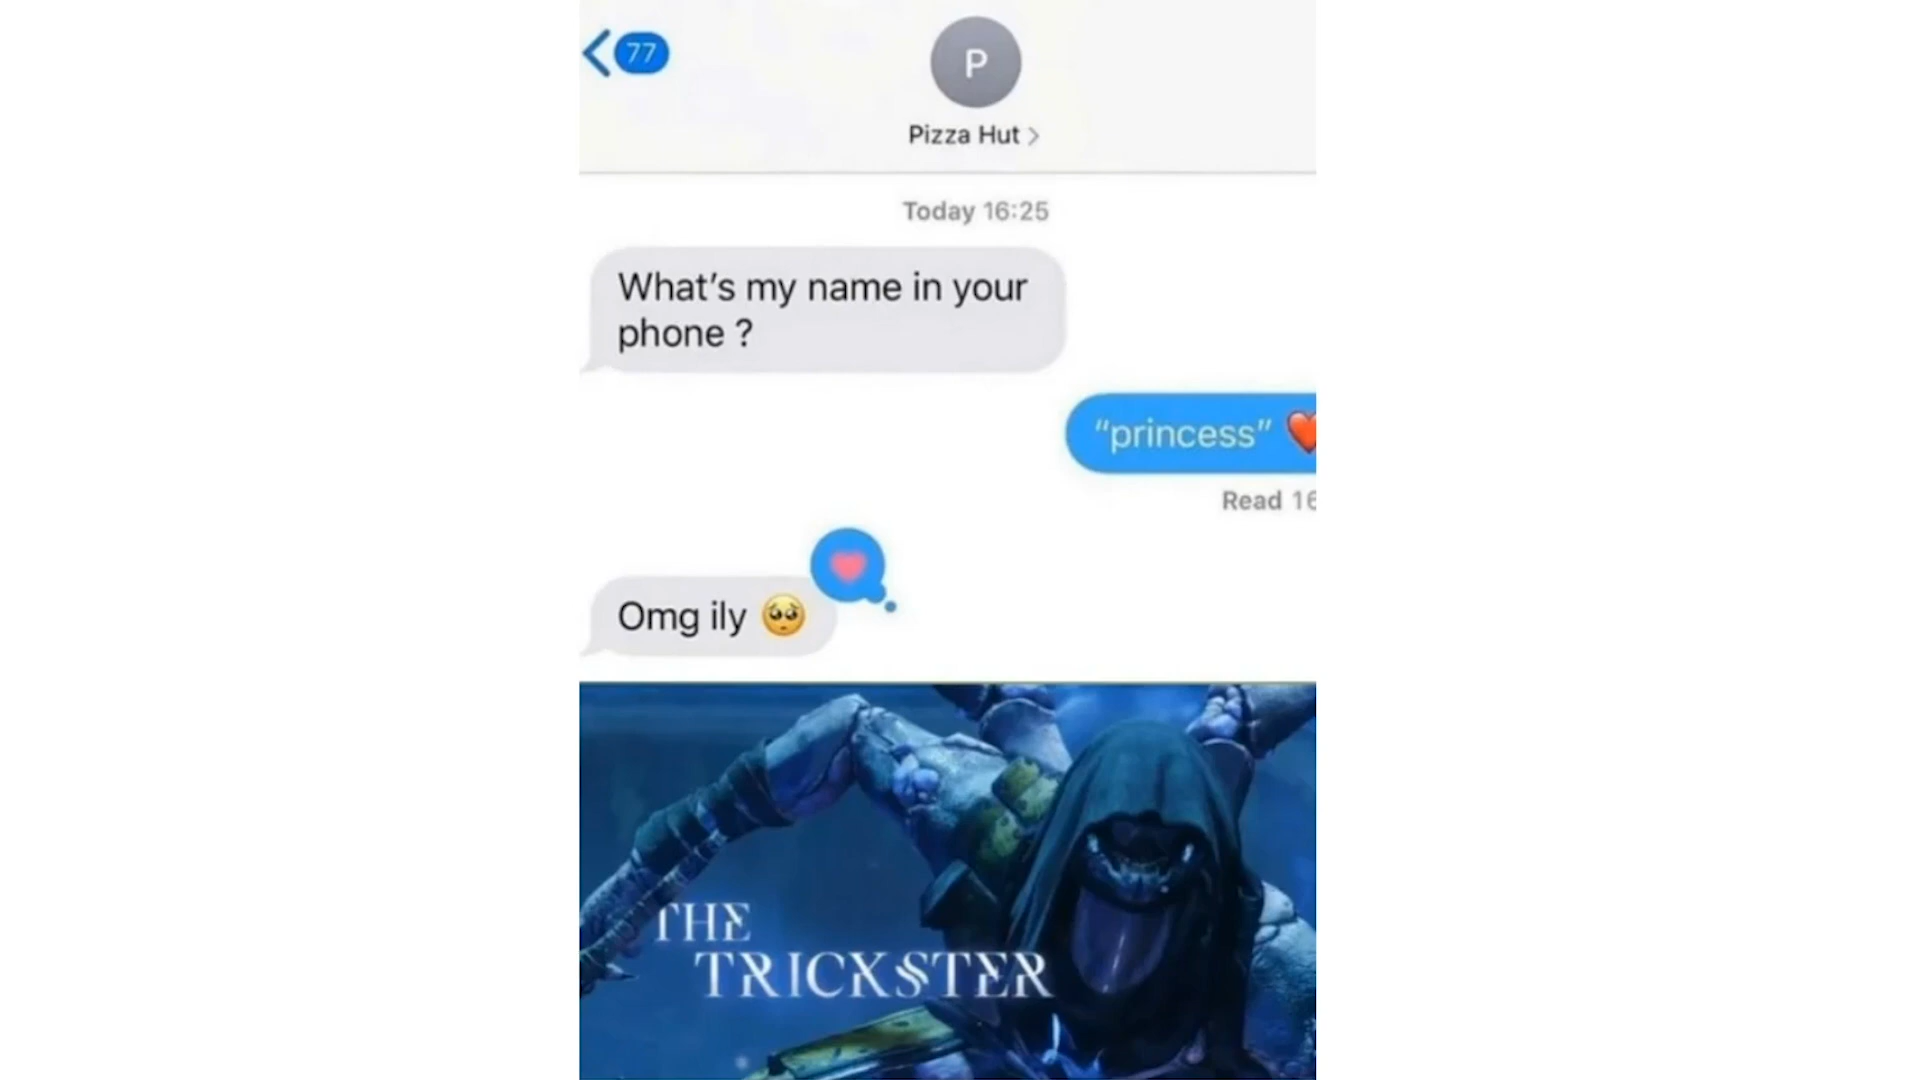 77
P
Pizza Hut >
Today 16:25
What's my name in your
phone ?
"princess" ❤️
Read 16
Omg ily 🥺
THE
TRICKSTER